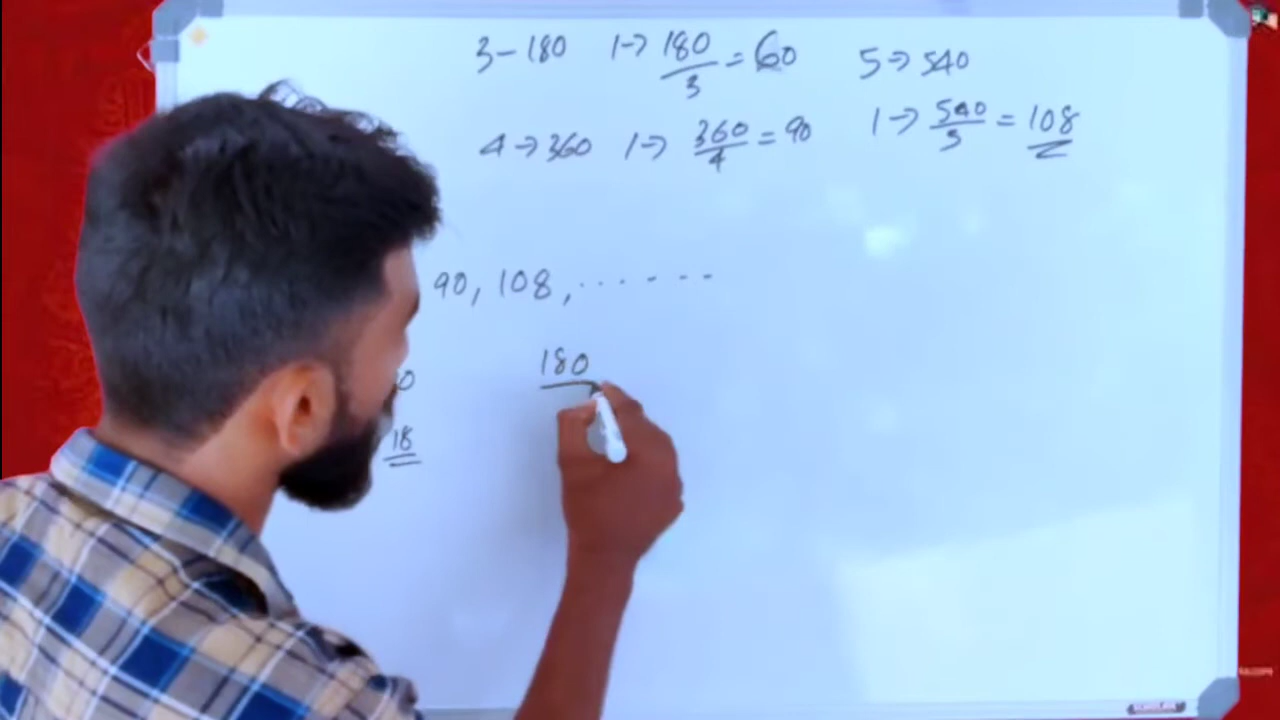 3 - 180 1 → 180/3 = 60 5 → 540
4 → 360 1 → 360/4 = 90 1 → 540/5 = 108
90, 108, . . . . . . .
180
18